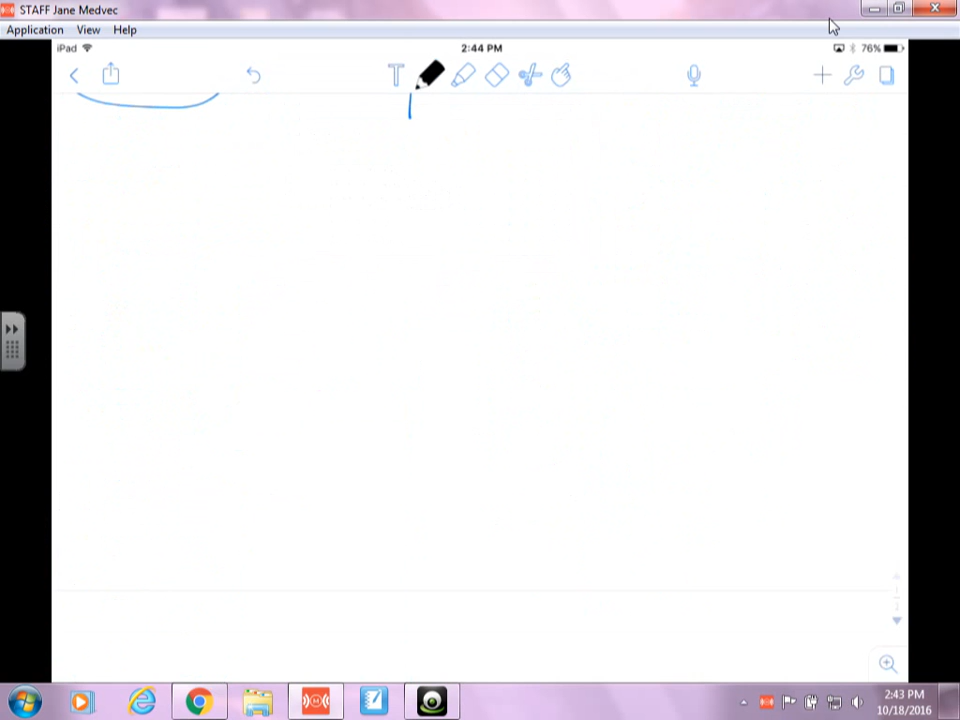 STAFF Jane Medvec
Application View Help
iPad 2:44 PM 76%
T
2:43 PM
10/18/2016